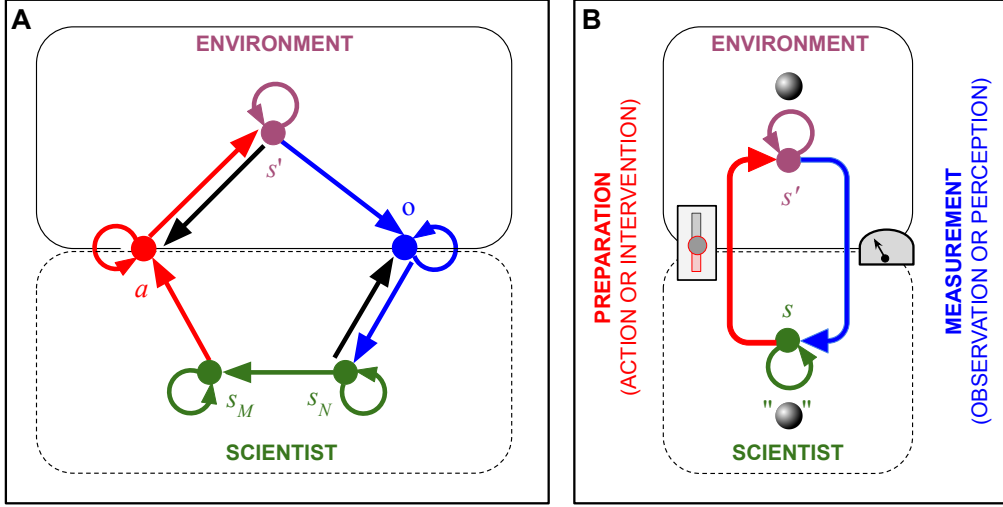 A
ENVIRONMENT
s'
o
a
s_M
s_N
SCIENTIST
B
ENVIRONMENT
s'
PREPARATION
(ACTION OR INTERVENTION)
MEASUREMENT
(OBSERVATION OR PERCEPTION)
s
" "
SCIENTIST